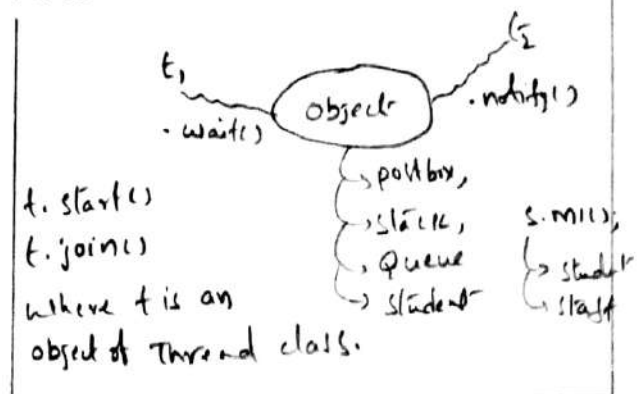 t1
t2
object
.wait()
.notify()
postbox,
stack,
Queue
student
s.m1();
student
staff
t. start()
t. join()
where t is an
object of Thread class.